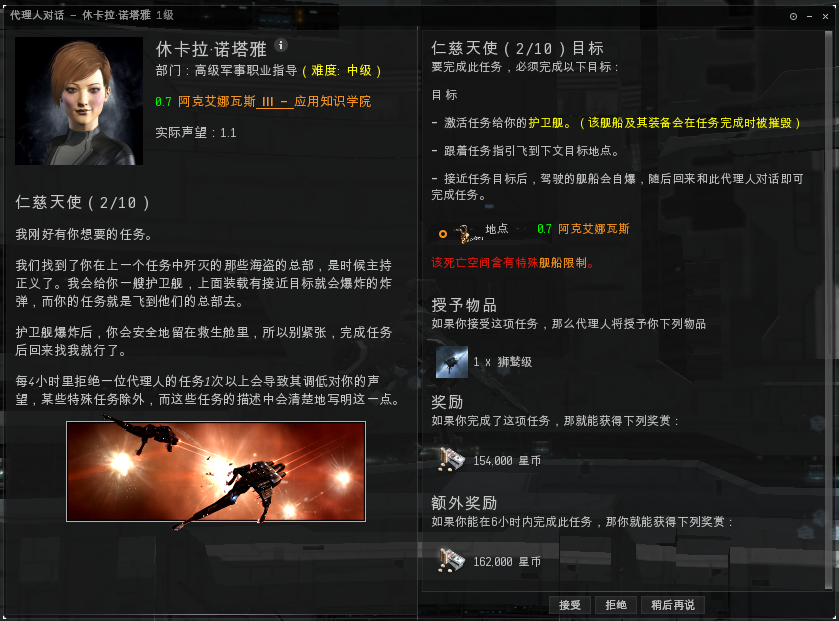 代理人对话 - 休卡拉·诺塔雅 1级
休卡拉·诺塔雅
部门：高级军事职业指导 ( 难度: 中级 )
0.7 阿克艾娜瓦斯 III - 应用知识学院
实际声望：1.1
仁慈天使 ( 2/10 )
我刚好有你想要的任务。
我们找到了你在上一个任务中歼灭的那些海盗的总部，是时候主持
正义了。我会给你一艘护卫舰，上面装载有接近目标就会爆炸的炸
弹，而你的任务就是飞到他们的总部去。
护卫舰爆炸后，你会安全地留在救生舱里，所以别紧张，完成任务
后回来找我就行了。
每4小时里拒绝一位代理人的任务1次以上会导致其调低对你的声
望，某些特殊任务除外，而这些任务的描述中会清楚地写明这一点。
仁慈天使 ( 2/10 ) 目标
要完成此任务，必须完成以下目标：
目标
- 激活任务给你的护卫舰。( 该舰船及其装备会在任务完成时被摧毁 )
- 跟着任务指引飞到下文目标地点。
- 接近任务目标后，驾驶的舰船会自爆，随后回来和此代理人对话即可
完成任务。
地点 0.7 阿克艾娜瓦斯
该死亡空间含有特殊舰船限制。
授予物品
如果你接受这项任务，那么代理人将授予你下列物品
1 x 狮鹫级
奖励
如果你完成了这项任务，那就能获得下列奖赏：
154,000 星币
额外奖励
如果你能在6小时内完成此任务，那你就能获得下列奖赏：
162,000 星币
接受 拒绝 稍后再说